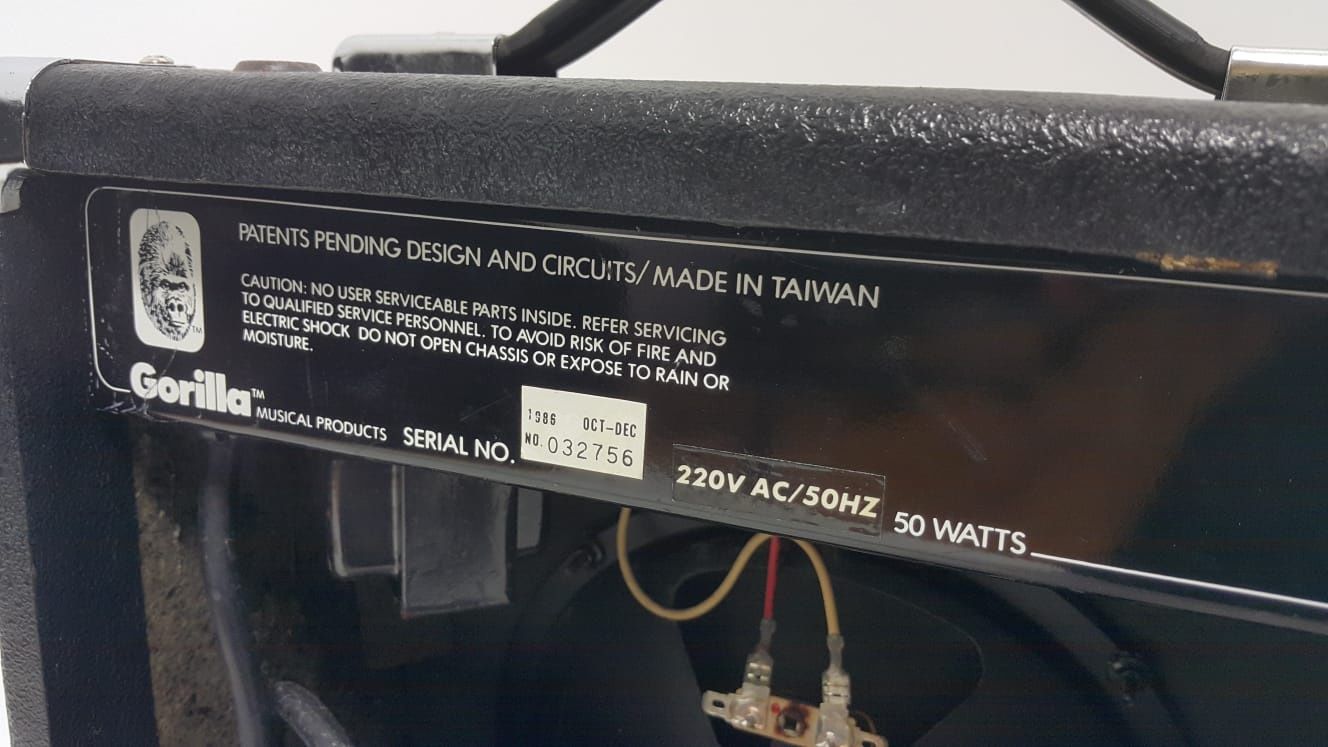 PATENTS PENDING DESIGN AND CIRCUITS/MADE IN TAIWAN
CAUTION: NO USER SERVICEABLE PARTS INSIDE. REFER SERVICING
TO QUALIFIED SERVICE PERSONNEL. TO AVOID RISK OF FIRE AND
ELECTRIC SHOCK DO NOT OPEN CHASSIS OR EXPOSE TO RAIN OR
MOISTURE.
TM
Gorilla™
MUSICAL PRODUCTS
SERIAL NO.
1986 OCT-DEC
NO. 032756
220V AC/50HZ
50 WATTS